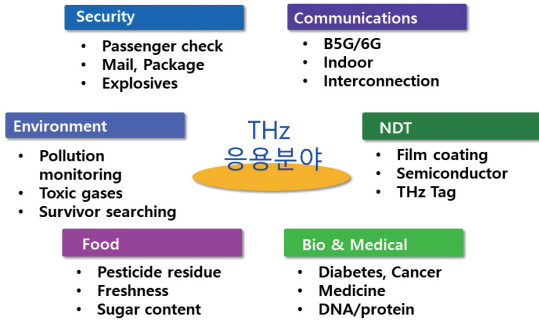 Security
• Passenger check
• Mail, Package
• Explosives
Communications
• B5G/6G
• Indoor
• Interconnection
Environment
• Pollution
monitoring
• Toxic gases
• Survivor searching
THz
응용분야
NDT
• Film coating
• Semiconductor
• THz Tag
Food
• Pesticide residue
• Freshness
• Sugar content
Bio & Medical
• Diabetes, Cancer
• Medicine
• DNA/protein